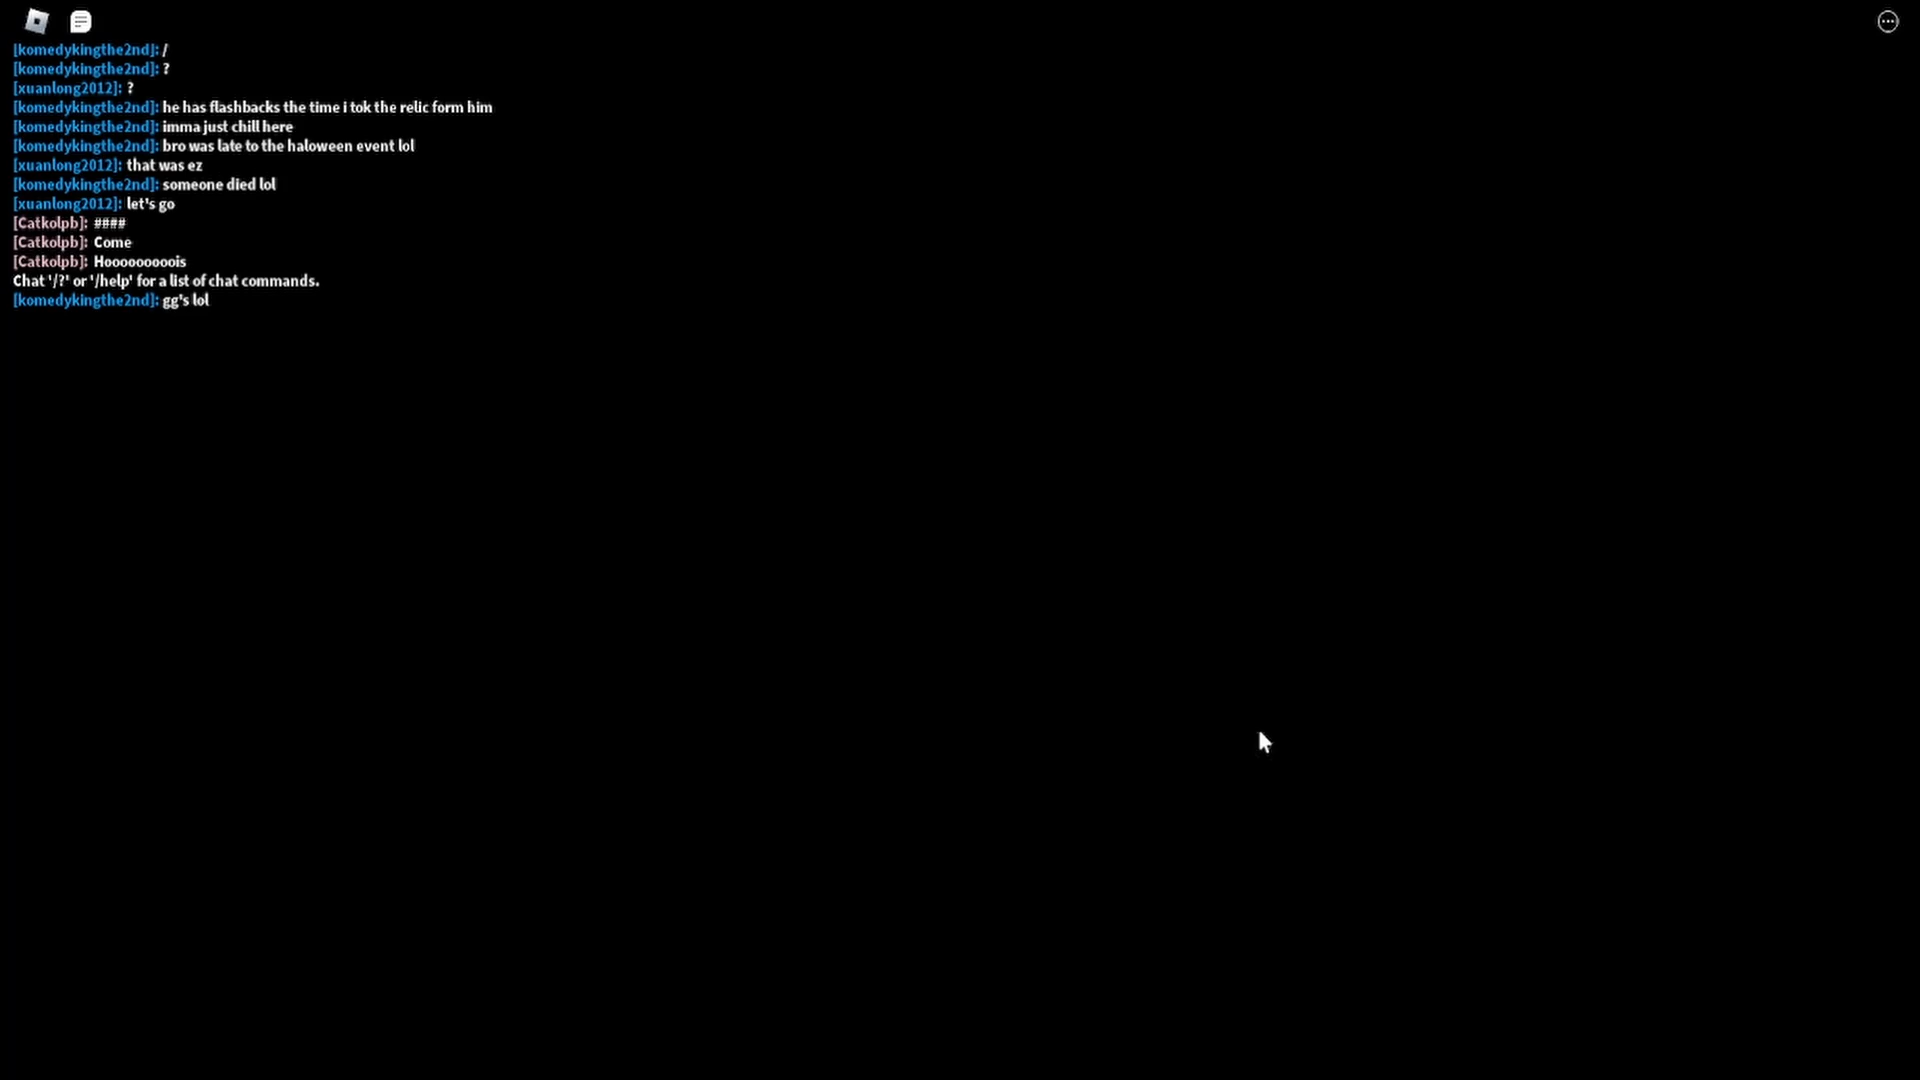 [komedykingthe2nd]: /
[komedykingthe2nd]: ?
[xuanlong2012]: ?
[komedykingthe2nd]: he has flashbacks the time i tok the relic form him
[komedykingthe2nd]: imma just chill here
[komedykingthe2nd]: bro was late to the haloween event lol
[xuanlong2012]: that was ez
[komedykingthe2nd]: someone died lol
[xuanlong2012]: let's go
[Catkolpb]: ####
[Catkolpb]: Come
[Catkolpb]: Hooooooooois
Chat '/?' or '/help' for a list of chat commands.
[komedykingthe2nd]: gg's lol